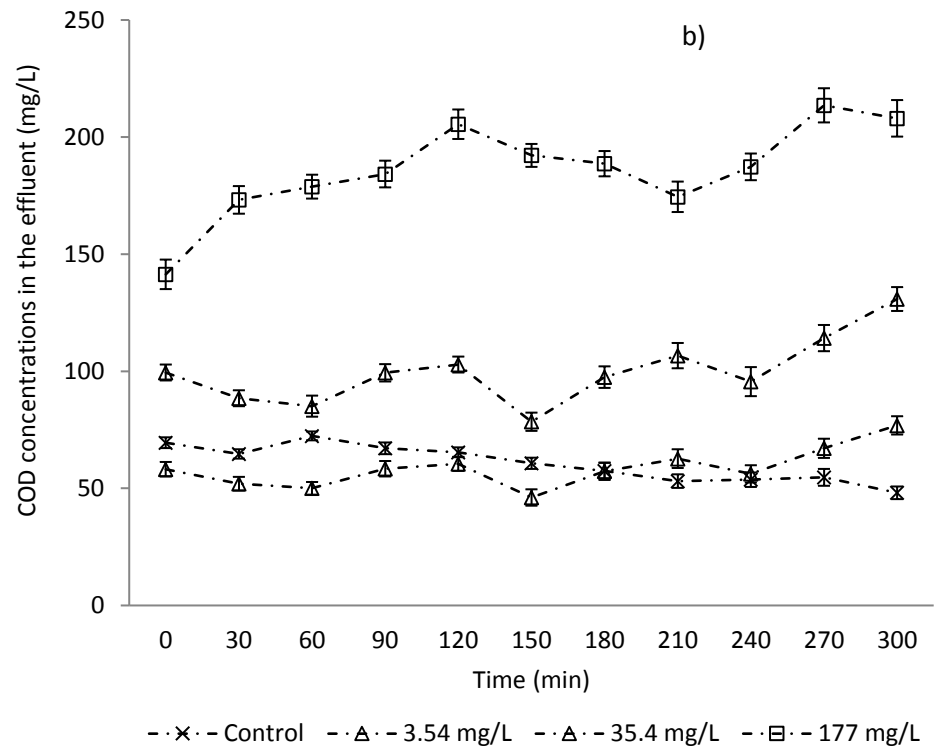 b)
COD concentrations in the effluent (mg/L)
250
200
150
100
50
0
0 30 60 90 120 150 180 210 240 270 300
Time (min)
Control 3.54 mg/L 35.4 mg/L 177 mg/L